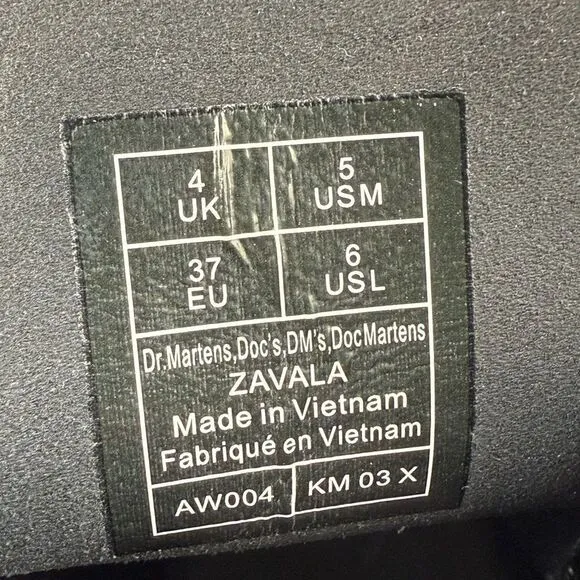 4 UK
5 USM
37 EU
6 USL
Dr.Martens,Doc's,DM's,DocMartens
ZAVALA
Made in Vietnam
Fabriqué en Vietnam
AW004 KM 03 X